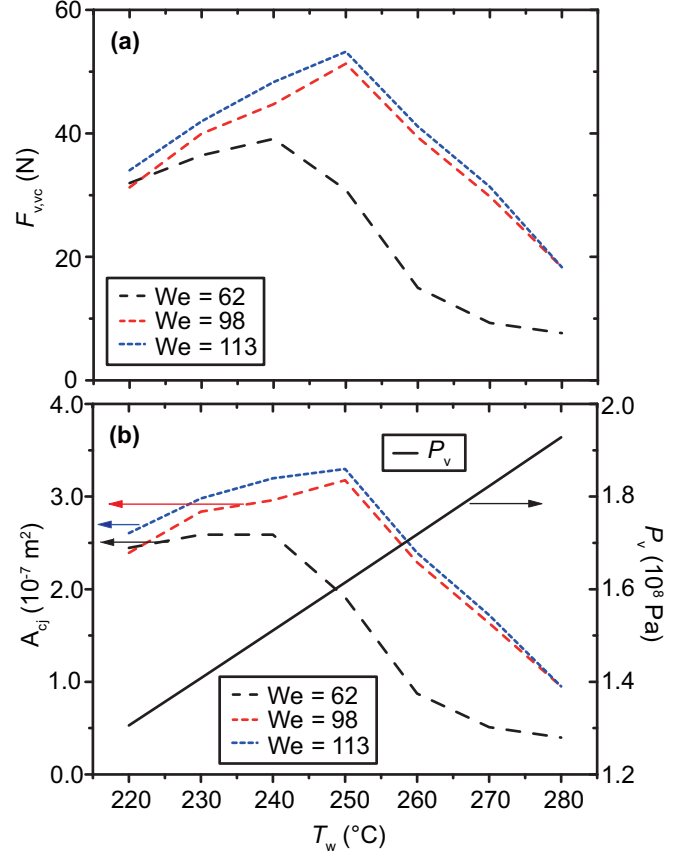 60
(a)
40
F_v,vc (N)
20
We = 62
We = 98
We = 113
0
4.0
2.0
(b)
P_v
3.0
1.8
A_cj (10^-7 m^2)
P_v (10^8 Pa)
2.0
1.6
1.0
1.4
We = 62
We = 98
We = 113
0.0
1.2
220 230 240 250 260 270 280
T_w (°C)